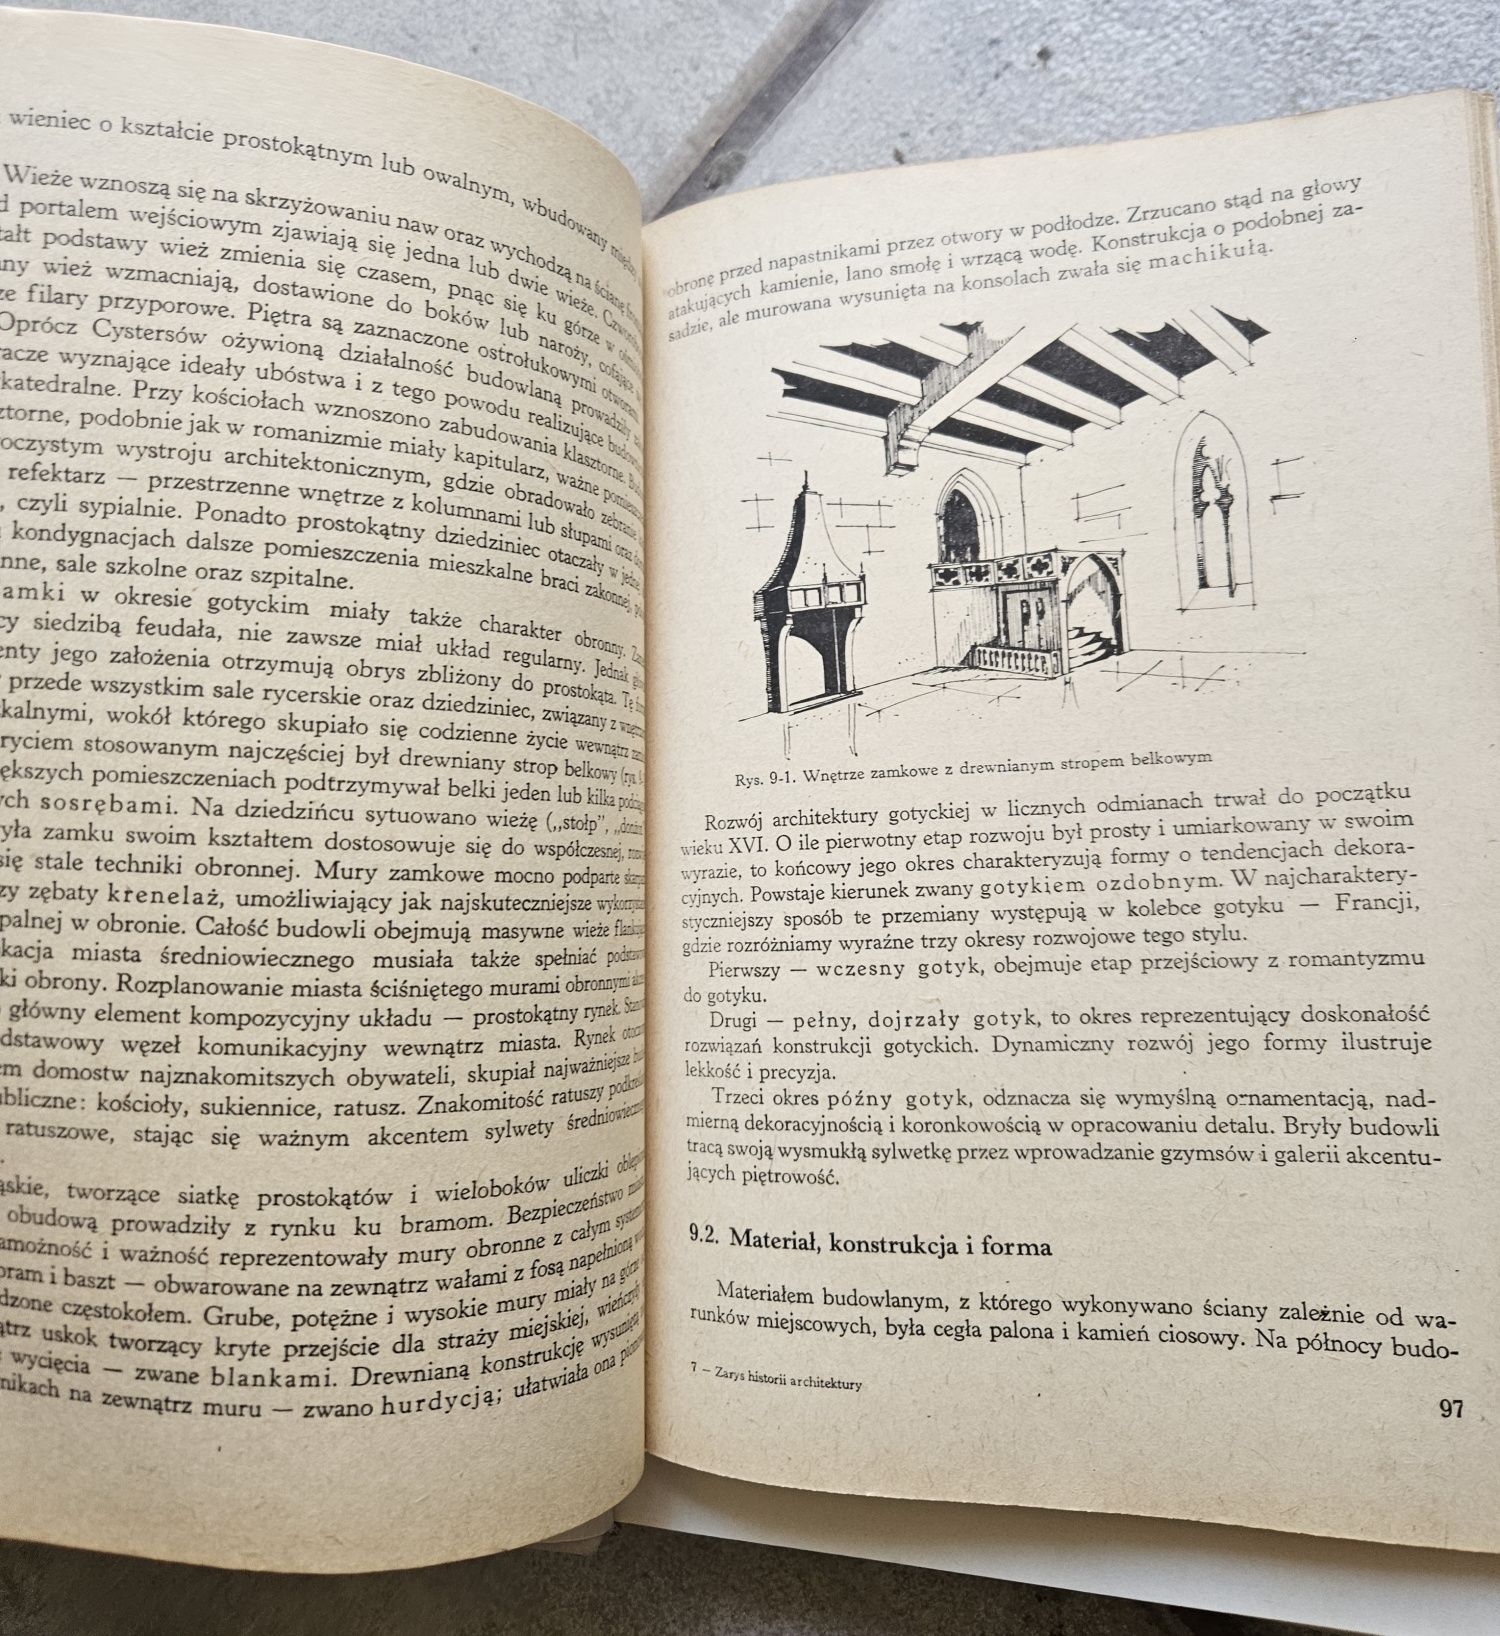 wieniec o kształcie prostokątnym lub owalnym, wbudowany między
Wieże wznoszą się na skrzyżowaniu naw oraz wychodzą na ścianę
portalem wejściowym zjawiają się jedna lub dwie wieże.
podstawy wież zmienia się czasem, pnąc się ku górze w
wież wzmacniają, dostawione do boków lub naroży, cofające
filary przyporowe. Piętra są zaznaczone ostrołukowymi otworami
Oprócz Cystersów ożywioną działalność budowlaną prowadziły
wyznające ideały ubóstwa i z tego powodu realizujące
katedralne. Przy kościołach wznoszono zabudowania klasztorne.
podobnie jak w romanizmie miały kapitularz, ważne
wystroju architektonicznym, gdzie obradowało zebranie
refektarz — przestrzenne wnętrze z kolumnami lub słupami oraz
czyli sypialnie. Ponadto prostokątny dziedziniec otaczały w
kondygnacjach dalsze pomieszczenia mieszkalne braci zakonnej,
sale szkolne oraz szpitalne.
amki w okresie gotyckim miały także charakter obronny.
cy siedzibą feudała, nie zawsze miał układ regularny. Jednak
enty jego założenia otrzymują obrys zbliżony do prostokąta. Tę
przede wszystkim sale rycerskie oraz dziedziniec, związany z
kalnymi, wokół którego skupiało się codzienne życie wewnątrz
ryciem stosowanym najczęściej był drewniany strop belkowy
ększych pomieszczeniach podtrzymywał belki jeden lub kilka
ych sosrębami. Na dziedzińcu sytuowano wieżę („stołp”,
yła zamku swoim kształtem dostosowuje się do współczesnej,
się stale techniki obronnej. Mury zamkowe mocno podparte
zy zębaty krenelaż, umożliwiający jak najskuteczniejsze
palnej w obronie. Całość budowli obejmują masywne wieże
kacja miasta średniowiecznego musiała także spełniać
ki obrony. Rozplanowanie miasta ściśniętego murami obronnymi
główny element kompozycyjny układu — prostokątny rynek.
dstawowy węzeł komunikacyjny wewnątrz miasta. Rynek
em domostw najznakomitszych obywateli, skupiał najważniejsze
ubliczne: kościoły, sukiennice, ratusz. Znakomitość ratuszy
ratuszowe, stając się ważnym akcentem sylwety
ąskie, tworzące siatkę prostokątów i wieloboków uliczki
obudową prowadziły z rynku ku bramom. Bezpieczeństwo
amożność i ważność reprezentowały mury obronne z całym
bram i baszt — obwarowane na zewnątrz wałami z fosą napełnioną
dzone częstokołem. Grube, potężne i wysokie mury miały na górze
ątrz uskok tworzący kryte przejście dla straży miejskiej,
wycięcia — zwane blankami. Drewnianą konstrukcję wysuniętą
nikach na zewnątrz muru — zwano hurdycją; ułatwiała ona
obronę przed napastnikami przez otwory w podłodze. Zrzucano stąd na głowy
atakujących kamienie, lano smołę i wrzącą wodę. Konstrukcja o podobnej za-
sadzie, ale murowana wysunięta na konsolach zwała się machikułą.
Rys. 9-1. Wnętrze zamkowe z drewnianym stropem belkowym
Rozwój architektury gotyckiej w licznych odmianach trwał do początku
wieku XVI. O ile pierwotny etap rozwoju był prosty i umiarkowany w swoim
wyrazie, to końcowy jego okres charakteryzują formy o tendencjach dekora-
cyjnych. Powstaje kierunek zwany gotykiem ozdobnym. W najcharaktery-
styczniejszy sposób te przemiany występują w kolebce gotyku — Francji,
gdzie rozróżniamy wyraźne trzy okresy rozwojowe tego stylu.
Pierwszy — wczesny gotyk, obejmuje etap przejściowy z romantyzmu
do gotyku.
Drugi — pełny, dojrzały gotyk, to okres reprezentujący doskonałość
rozwiązań konstrukcji gotyckich. Dynamiczny rozwój jego formy ilustruje
lekkość i precyzja.
Trzeci okres późny gotyk, odznacza się wymyślną ornamentacją, nad-
mierną dekoracyjnością i koronkowością w opracowaniu detalu. Bryły budowli
tracą swoją wysmukłą sylwetkę przez wprowadzanie gzymsów i galerii akcentu-
jących piętrowość.
9.2. Materiał, konstrukcja i forma
Materiałem budowlanym, z którego wykonywano ściany zależnie od wa-
runków miejscowych, była cegła palona i kamień ciosowy. Na północy budo-
7 — Zarys historii architektury
97